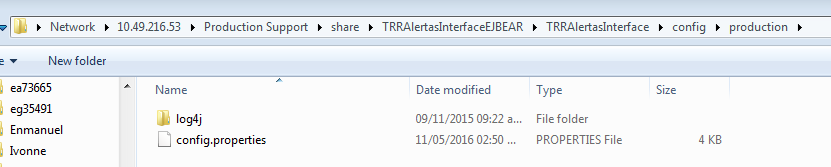 Network 10.49.216.53 Production Support share TRRAlertasInterfaceEJBEAR TRRAlertasInterface config production
e New folder
ea73665
eg35491
Enmanuel
Ivonne
Name Date modified Type Size
log4j 09/11/2015 09:22 a... File folder
config.properties 11/05/2016 02:50 ... PROPERTIES File 4 KB